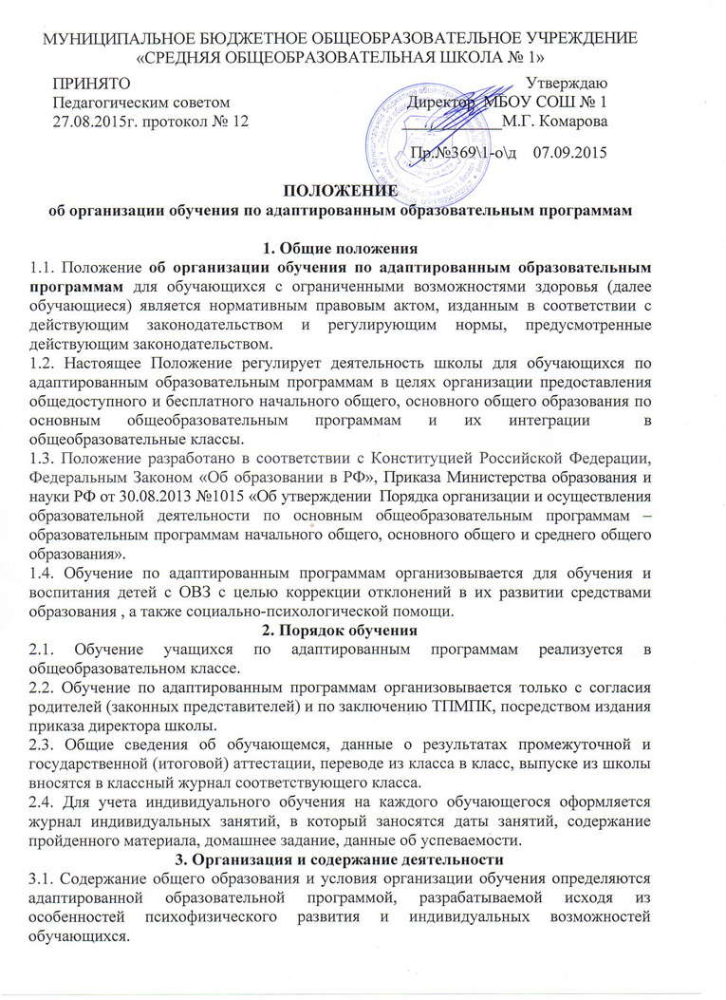 МУНИЦИПАЛЬНОЕ БЮДЖЕТНОЕ ОБЩЕОБРАЗОВАТЕЛЬНОЕ УЧРЕЖДЕНИЕ
«СРЕДНЯЯ ОБЩЕОБРАЗОВАТЕЛЬНАЯ ШКОЛА № 1»
ПРИНЯТО Утверждаю
Педагогическим советом Директор МБОУ СОШ № 1
27.08.2015г. протокол № 12 ____________М.Г. Комарова
Пр.№369\1-о\д 07.09.2015
ПОЛОЖЕНИЕ
об организации обучения по адаптированным образовательным программам
1. Общие положения
1.1. Положение об организации обучения по адаптированным образовательным
программам для обучающихся с ограниченными возможностями здоровья (далее
обучающиеся) является нормативным правовым актом, изданным в соответствии с
действующим законодательством и регулирующим нормы, предусмотренные
действующим законодательством.
1.2. Настоящее Положение регулирует деятельность школы для обучающихся по
адаптированным образовательным программам в целях организации предоставления
общедоступного и бесплатного начального общего, основного общего образования по
основным общеобразовательным программам и их интеграции в
общеобразовательные классы.
1.3. Положение разработано в соответствии с Конституцией Российской Федерации,
Федеральным Законом «Об образовании в РФ», Приказа Министерства образования и
науки РФ от 30.08.2013 №1015 «Об утверждении Порядка организации и осуществления
образовательной деятельности по основным общеобразовательным программам –
образовательным программам начального общего, основного общего и среднего общего
образования».
1.4. Обучение по адаптированным программам организовывается для обучения и
воспитания детей с ОВЗ с целью коррекции отклонений в их развитии средствами
образования , а также социально-психологической помощи.
2. Порядок обучения
2.1. Обучение учащихся по адаптированным программам реализуется в
общеобразовательном классе.
2.2. Обучение по адаптированным программам организовывается только с согласия
родителей (законных представителей) и по заключению ТПМПК, посредством издания
приказа директора школы.
2.3. Общие сведения об обучающемся, данные о результатах промежуточной и
государственной (итоговой) аттестации, переводе из класса в класс, выпуске из школы
вносятся в классный журнал соответствующего класса.
2.4. Для учета индивидуального обучения на каждого обучающегося оформляется
журнал индивидуальных занятий, в который заносятся даты занятий, содержание
пройденного материала, домашнее задание, данные об успеваемости.
3. Организация и содержание деятельности
3.1. Содержание общего образования и условия организации обучения определяются
адаптированной образовательной программой, разрабатываемой исходя из
особенностей психофизического развития и индивидуальных возможностей
обучающихся.